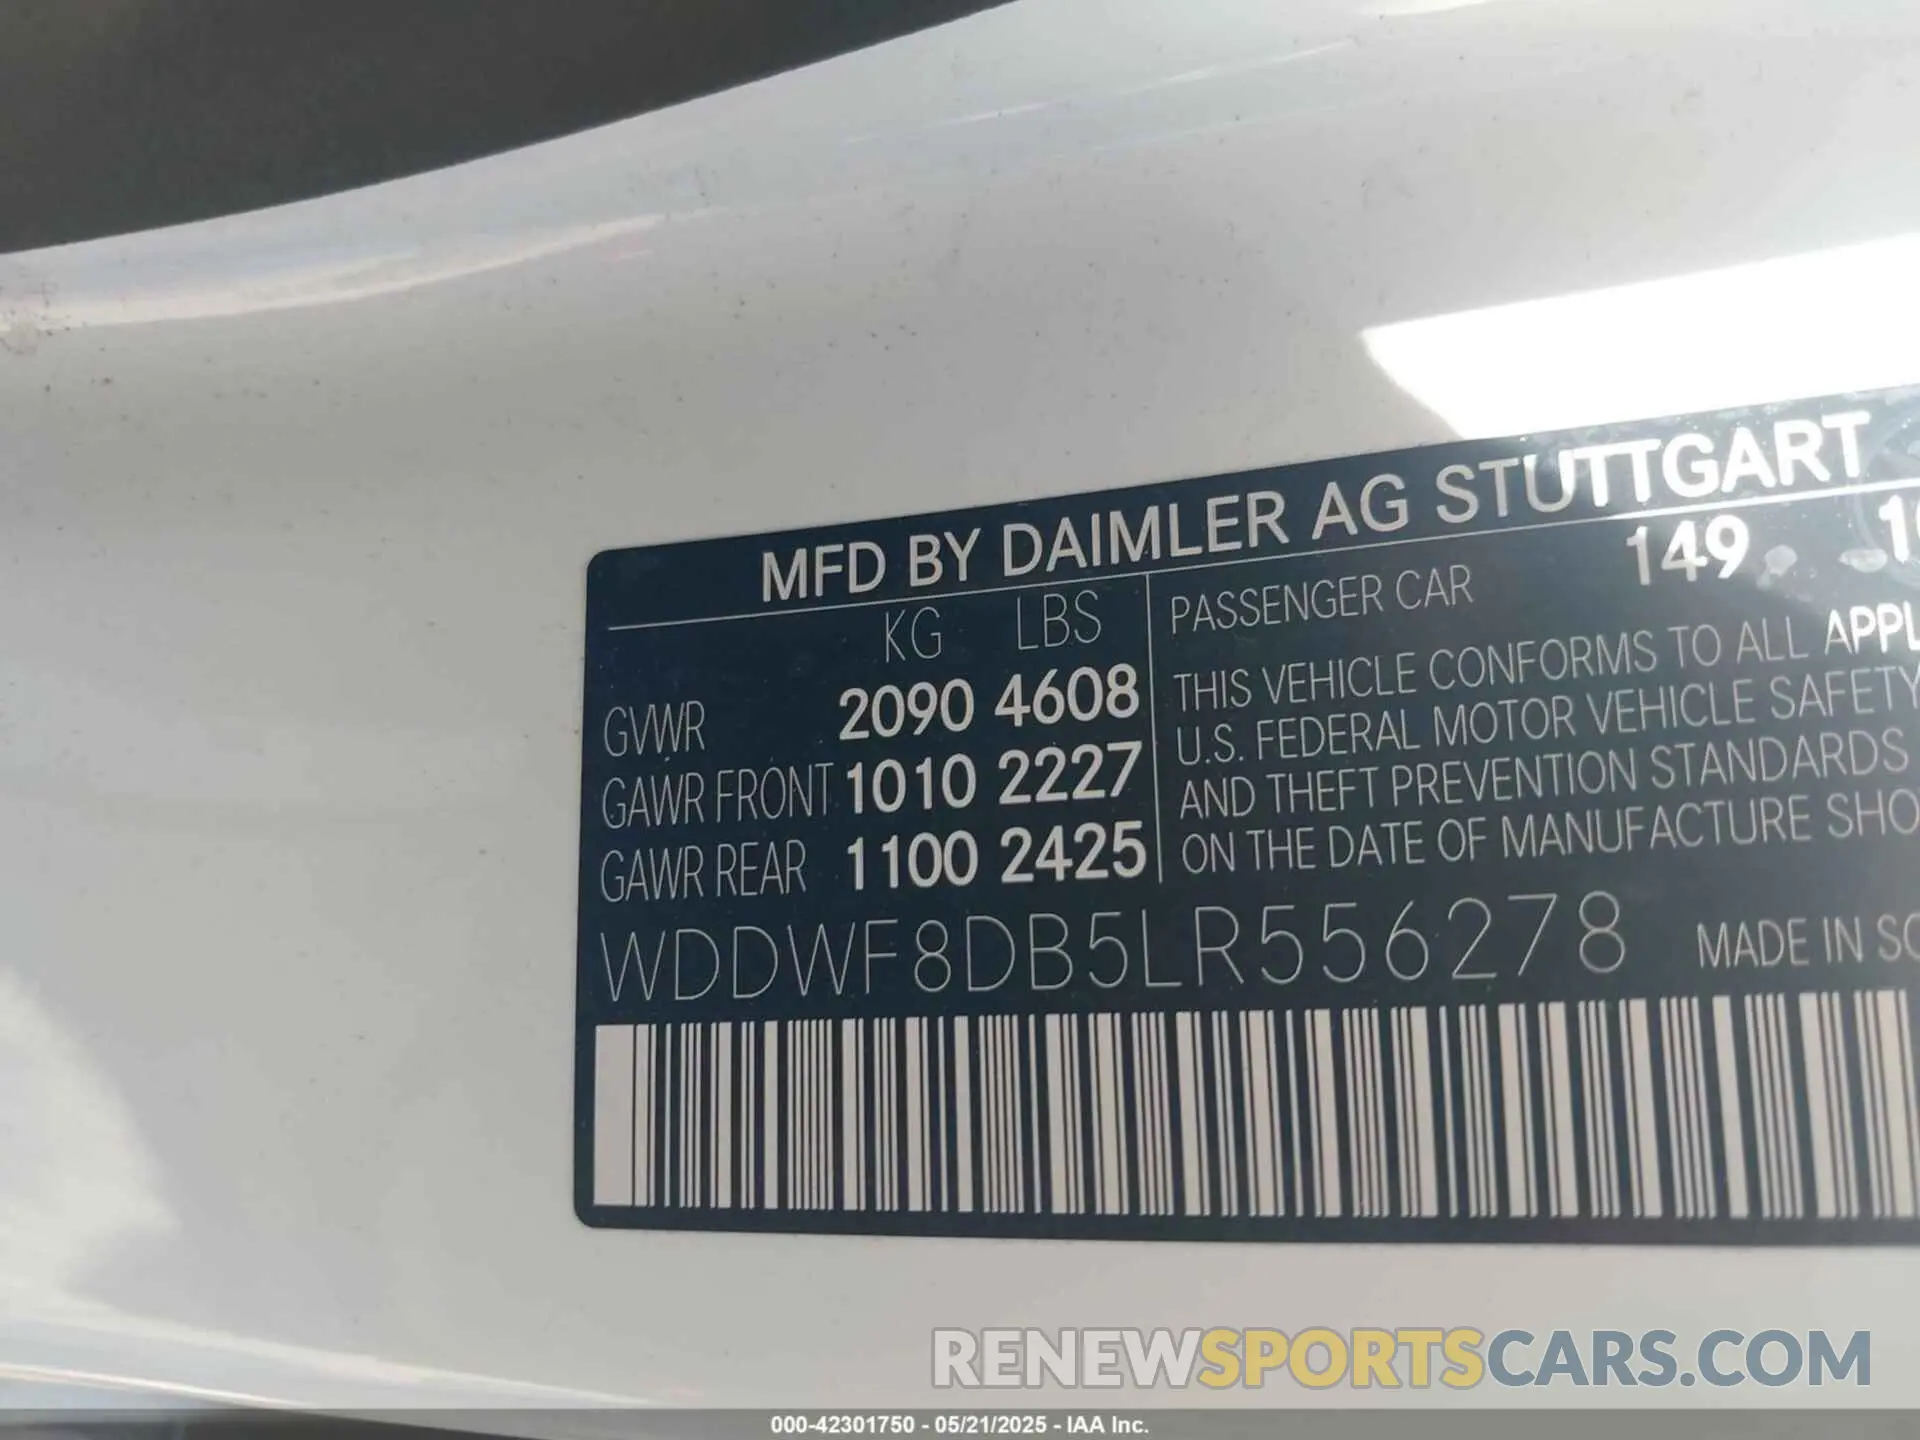 MFD BY DAIMLER AG STUTTGART
KG LBS
GVWR 2090 4608
GAWR FRONT 1010 2227
GAWR REAR 1100 2425
PASSENGER CAR 149
THIS VEHICLE CONFORMS TO ALL
U.S. FEDERAL MOTOR VEHICLE SAFETY
AND THEFT PREVENTION STANDARDS
ON THE DATE OF MANUFACTURE
WDDWF8DB5LR556278 MADE IN
RENEWSPORTSCARS.COM
000-42301750 - 05/21/2025 - IAA Inc.